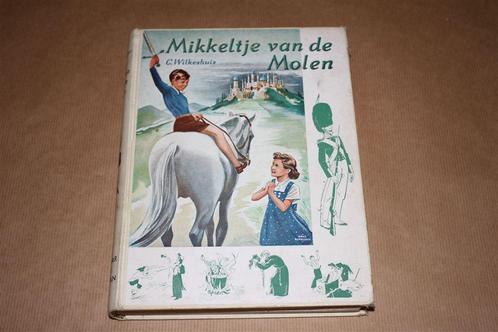 Mikkeltje van de
Molen
C. Wilkeshuis